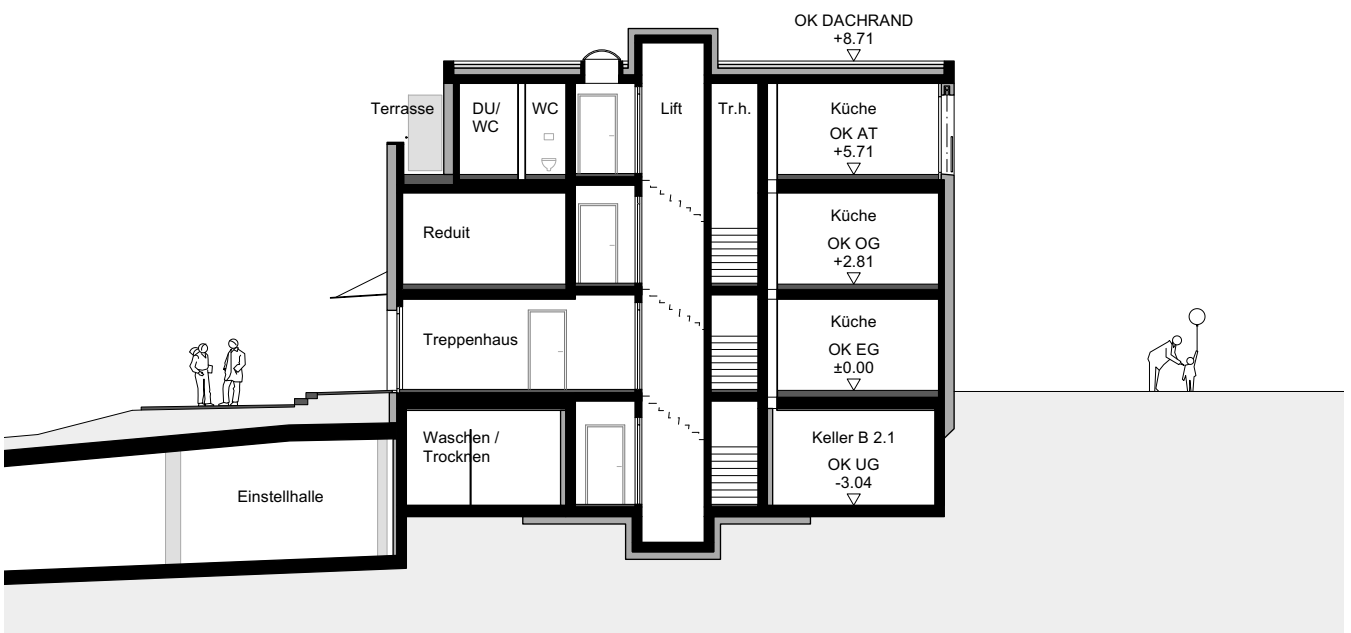 OK DACHRAND
+8.71
Terrasse
DU/
WC
WC
Lift
Tr.h.
Küche
OK AT
+5.71
Reduit
Küche
OK OG
+2.81
Treppenhaus
Küche
OK EG
±0.00
Waschen /
Trocknen
Keller B 2.1
OK UG
-3.04
Einstellhalle